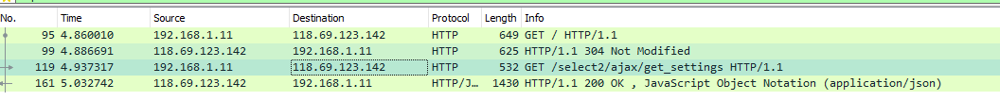 No. Time Source Destination Protocol Length Info
95 4.860010 192.168.1.11 118.69.123.142 HTTP 649 GET / HTTP/1.1
99 4.886691 118.69.123.142 192.168.1.11 HTTP 625 HTTP/1.1 304 Not Modified
119 4.937317 192.168.1.11 118.69.123.142 HTTP 532 GET /select2/ajax/get_settings HTTP/1.1
161 5.032742 118.69.123.142 192.168.1.11 HTTP/J… 1430 HTTP/1.1 200 OK , JavaScript Object Notation (application/json)